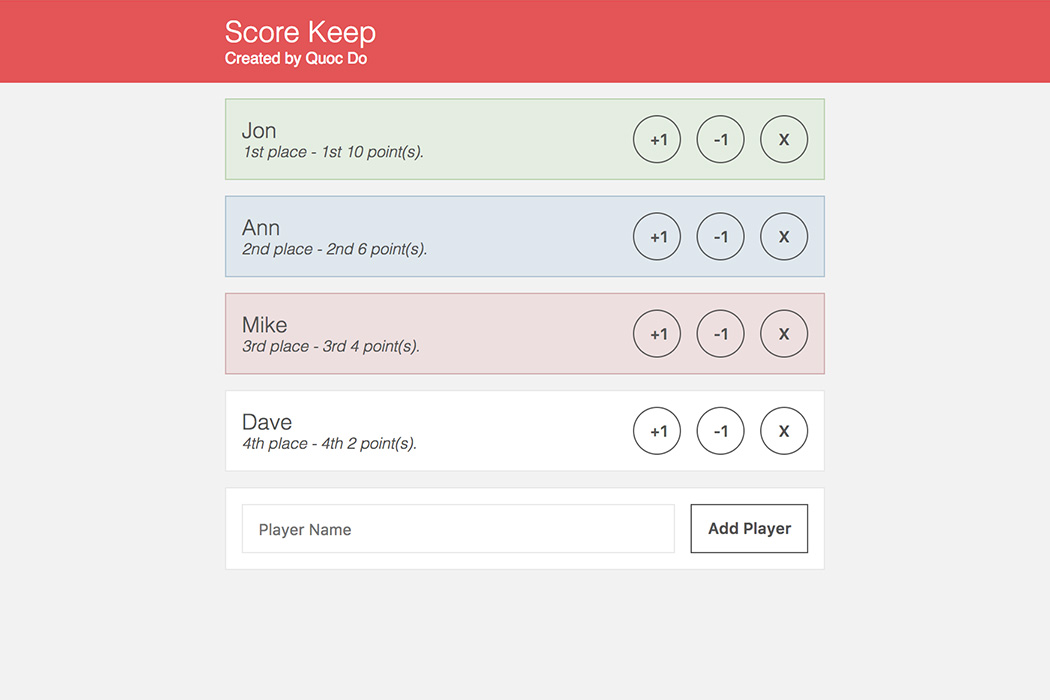 Score Keep
Created by Quoc Do
Jon
1st place - 1st 10 point(s).
+1 -1 X
Ann
2nd place - 2nd 6 point(s).
+1 -1 X
Mike
3rd place - 3rd 4 point(s).
+1 -1 X
Dave
4th place - 4th 2 point(s).
+1 -1 X
Player Name Add Player